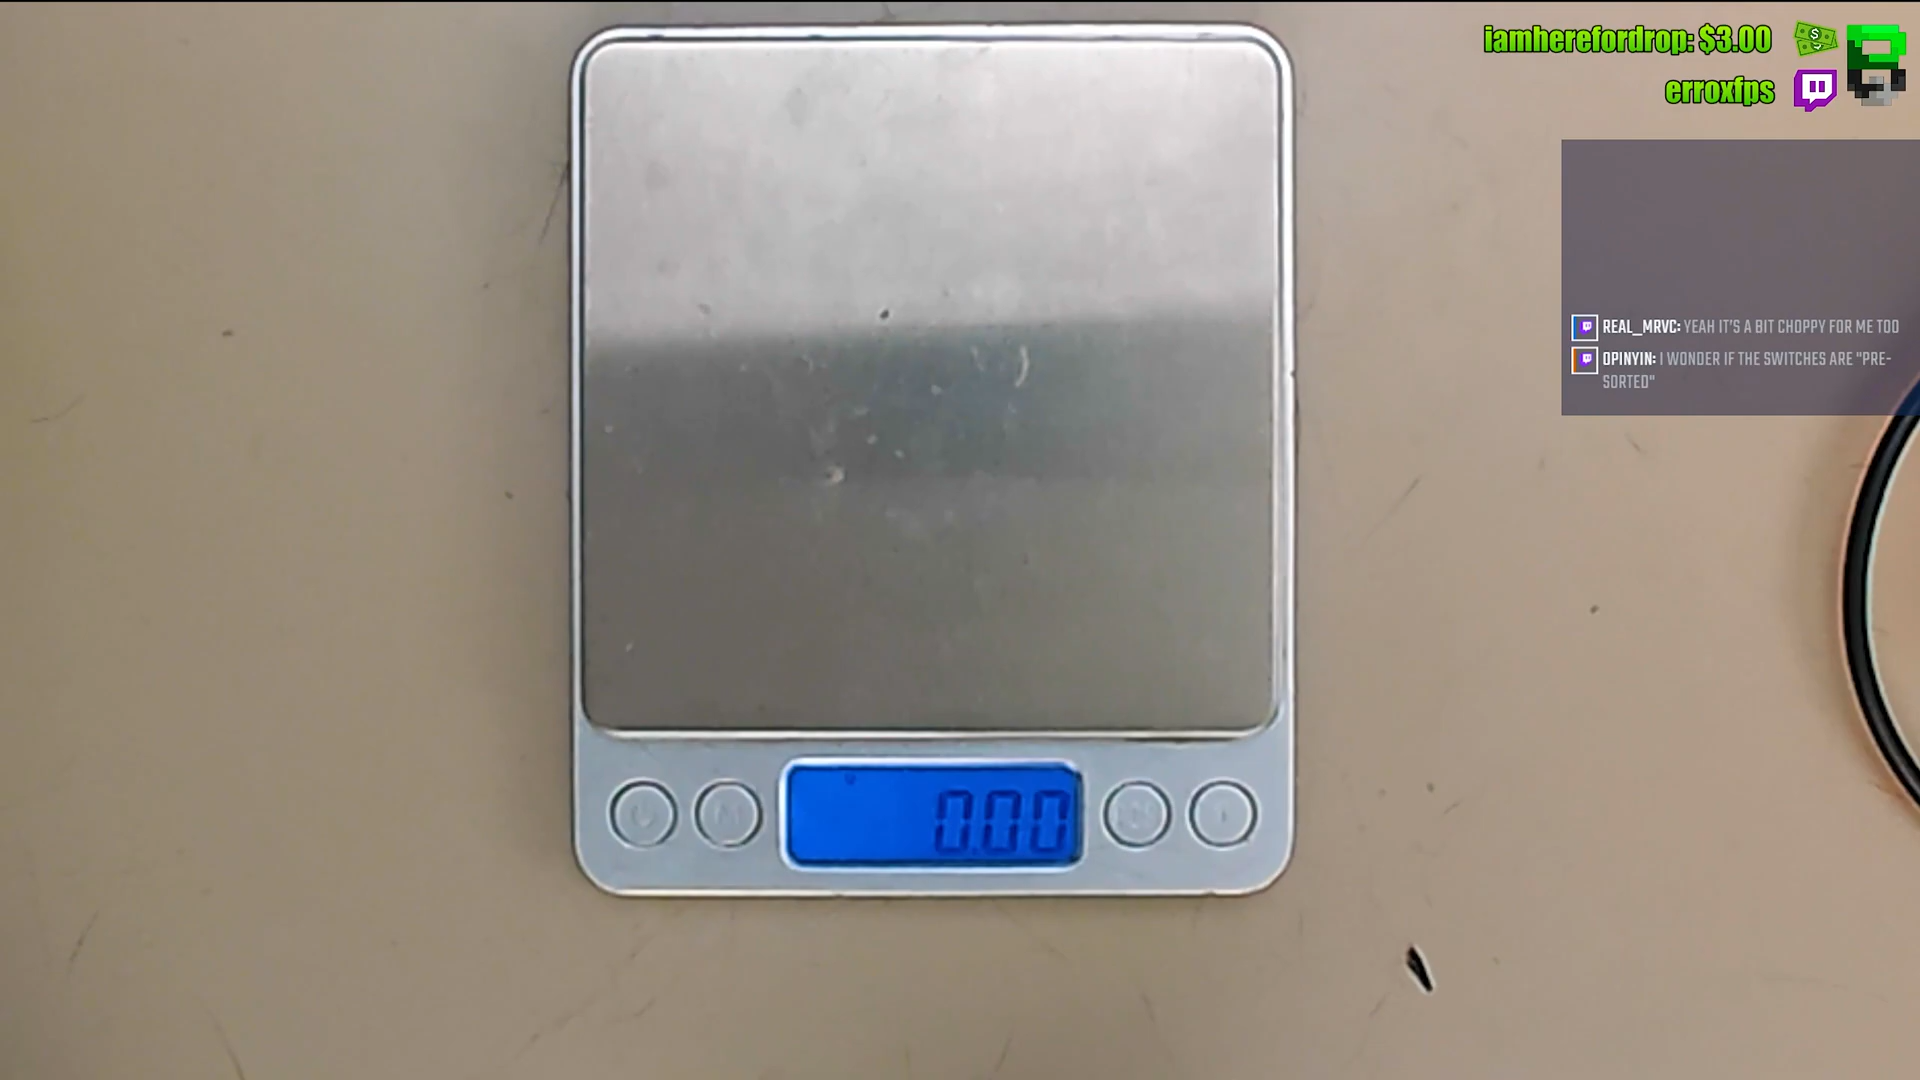 iamherefordrop: $3.00
erroxfps
REAL_MRVC: YEAH IT'S A BIT CHOPPY FOR ME TOO
OPINYIN: I WONDER IF THE SWITCHES ARE "PRE-
SORTED"
0.00